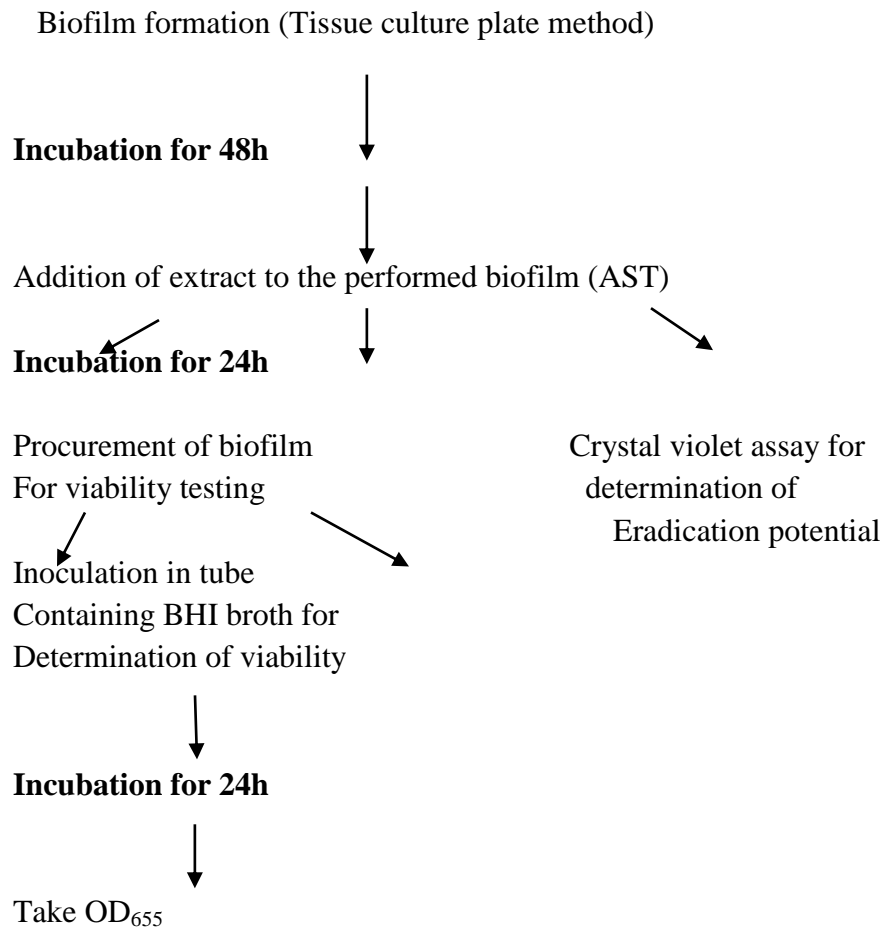 Biofilm formation (Tissue culture plate method)
Incubation for 48h
Addition of extract to the performed biofilm (AST)
Incubation for 24h
Procurement of biofilm
For viability testing
Crystal violet assay for
determination of
Eradication potential
Inoculation in tube
Containing BHI broth for
Determination of viability
Incubation for 24h
Take OD₆₅₅